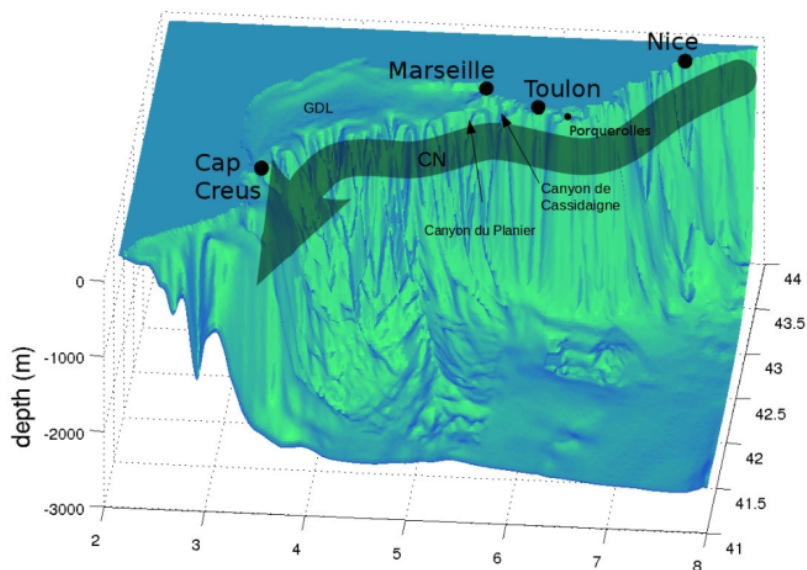 Nice
Marseille
Toulon
GDL
Porquerolles
CN
Cap
Creus
Canyon de
Cassidaigne
Canyon du Planier
44
43.5
43
42.5
42
41.5
41
0
-1000
-2000
-3000
depth (m)
2
3
4
5
6
7
8